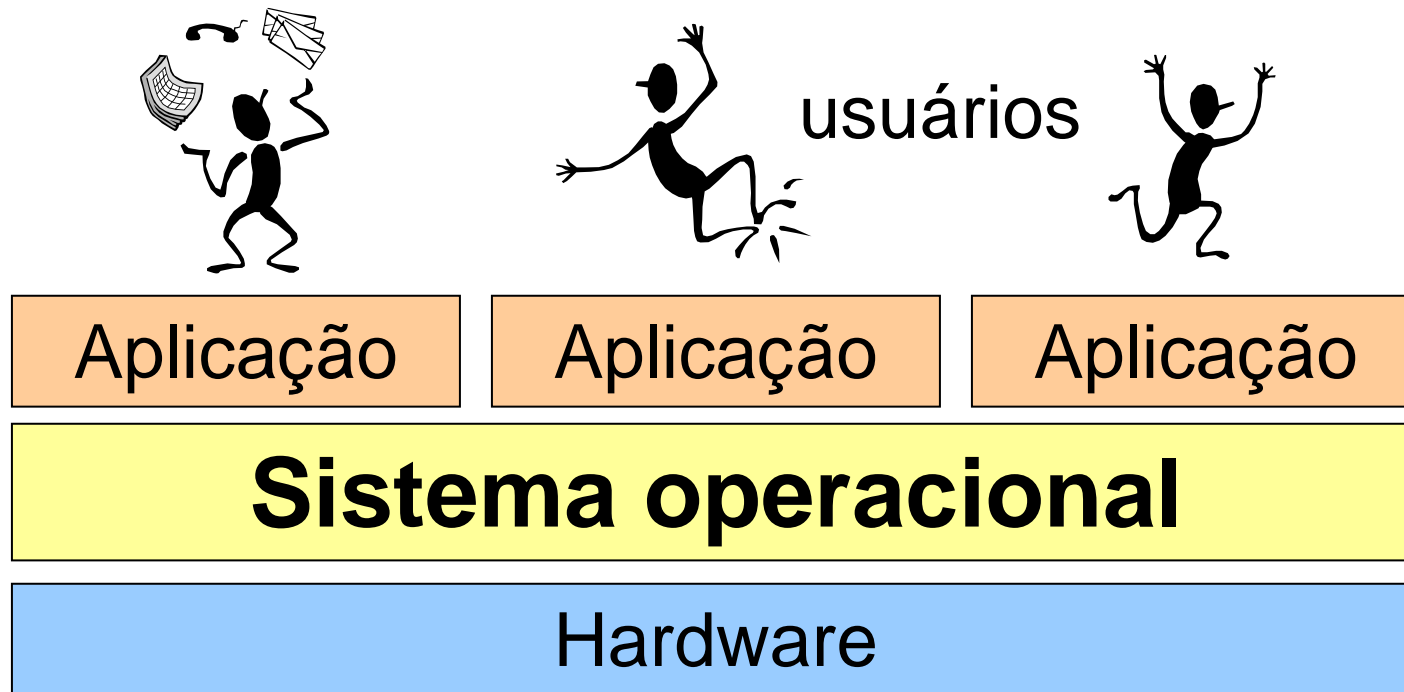 usuários
Aplicação Aplicação Aplicação
Sistema operacional
Hardware